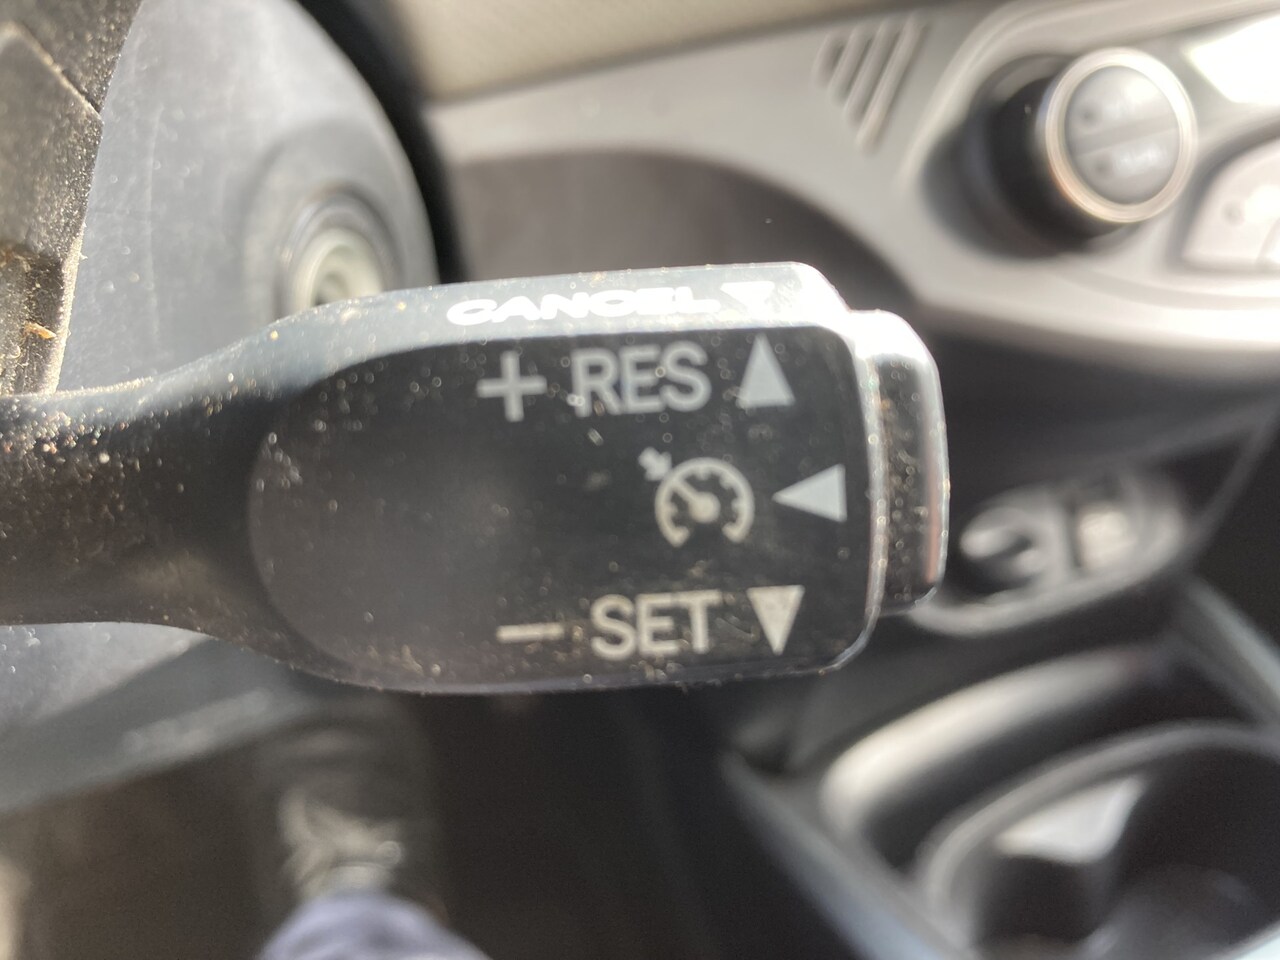 CANCEL
+ RES
- SET